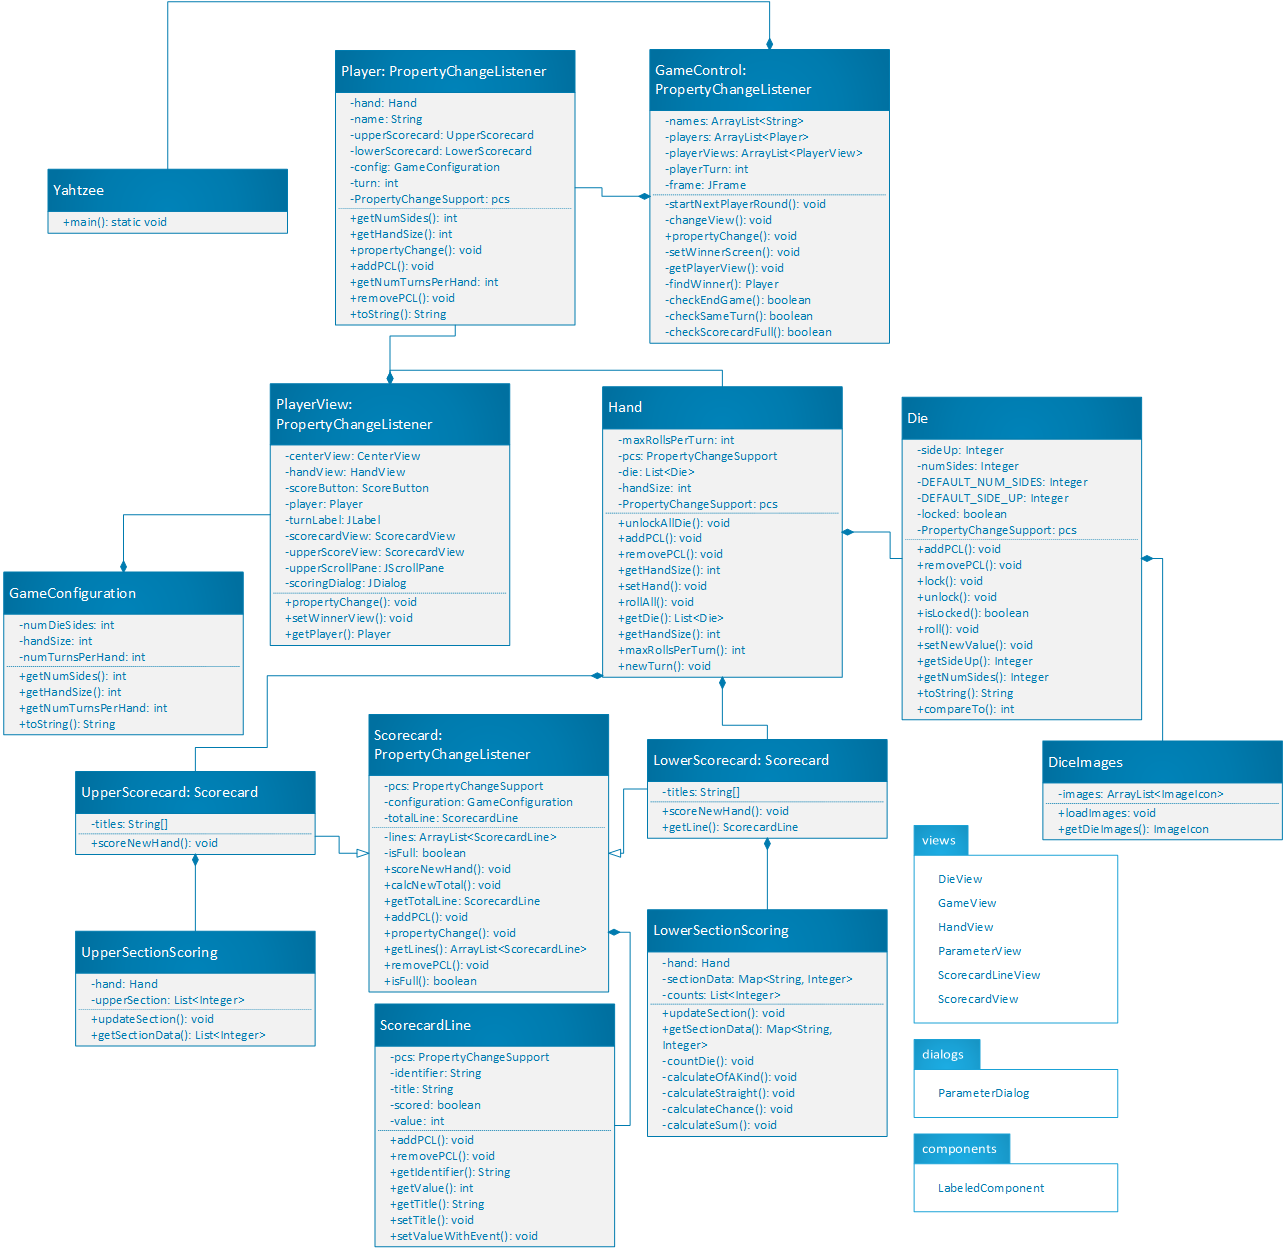 Player: PropertyChangeListener
-hand: Hand
-name: String
-upperScorecard: UpperScorecard
-lowerScorecard: LowerScorecard
-config: GameConfiguration
-turn: int
-PropertyChangeSupport: pcs
+getNumSides(): int
+getHandSize(): int
+propertyChange(): void
+addPCL(): void
+getNumTurnsPerHand: int
+removePCL(): void
+toString(): String
GameControl:
PropertyChangeListener
-names: ArrayList<String>
-players: ArrayList<Player>
-playerViews: ArrayList<PlayerView>
-playerTurn: int
-frame: JFrame
-startNextPlayerRound(): void
-changeView(): void
+propertyChange(): void
-setWinnerScreen(): void
-getPlayerView(): void
-findWinner(): Player
-checkEndGame(): boolean
-checkSameTurn(): boolean
-checkScorecardFull(): boolean
Yahtzee
+main(): static void
PlayerView:
PropertyChangeListener
-centerView: CenterView
-handView: HandView
-scoreButton: ScoreButton
-player: Player
-turnLabel: JLabel
-scorecardView: ScorecardView
-upperScoreView: ScorecardView
-upperScrollPane: JScrollPane
-scoringDialog: JDialog
+propertyChange(): void
+setWinnerView(): void
+getPlayer(): Player
Hand
-maxRollsPerTurn: int
-pcs: PropertyChangeSupport
-die: List<Die>
-handSize: int
-PropertyChangeSupport: pcs
+unlockAllDie(): void
+addPCL(): void
+removePCL(): void
+getHandSize(): int
+setHand(): void
+rollAll(): void
+getDie(): List<Die>
+getHandSize(): int
+maxRollsPerTurn(): int
+newTurn(): void
Die
-sideUp: Integer
-numSides: Integer
-DEFAULT_NUM_SIDES: Integer
-DEFAULT_SIDE_UP: Integer
-locked: boolean
-PropertyChangeSupport: pcs
+addPCL(): void
+removePCL(): void
+lock(): void
+unlock(): void
+isLocked(): boolean
+roll(): void
+setNewValue(): void
+getSideUp(): Integer
+getNumSides(): Integer
+toString(): String
+compareTo(): int
GameConfiguration
-numDieSides: int
-handSize: int
-numTurnsPerHand: int
+getNumSides(): int
+getHandSize(): int
+getNumTurnsPerHand: int
+toString(): String
Scorecard:
PropertyChangeListener
-pcs: PropertyChangeSupport
-configuration: GameConfiguration
-totalLine: ScorecardLine
-lines: ArrayList<ScorecardLine>
-isFull: boolean
+scoreNewHand(): void
+calcNewTotal(): void
+getTotalLine: ScorecardLine
+addPCL(): void
+propertyChange(): void
+getLines(): ArrayList<ScorecardLine>
+removePCL(): void
+isFull(): boolean
LowerScorecard: Scorecard
-titles: String[]
+scoreNewHand(): void
+getLine(): ScorecardLine
DiceImages
-images: ArrayList<ImageIcon>
+loadImages: void
+getDieImages(): ImageIcon
UpperScorecard: Scorecard
-titles: String[]
+scoreNewHand(): void
UpperSectionScoring
-hand: Hand
-upperSection: List<Integer>
+updateSection(): void
+getSectionData(): List<Integer>
LowerSectionScoring
-hand: Hand
-sectionData: Map<String, Integer>
-counts: List<Integer>
+updateSection(): void
+getSectionData(): Map<String,
Integer>
-countDie(): void
-calculateOfAKind(): void
-calculateStraight(): void
-calculateChance(): void
-calculateSum(): void
ScorecardLine
-pcs: PropertyChangeSupport
-identifier: String
-title: String
-scored: boolean
-value: int
+addPCL(): void
+removePCL(): void
+getIdentifier(): String
+getValue(): int
+getTitle(): String
+setTitle(): void
+setValueWithEvent(): void
views
DieView
GameView
HandView
ParameterView
ScorecardLineView
ScorecardView
dialogs
ParameterDialog
components
LabeledComponent